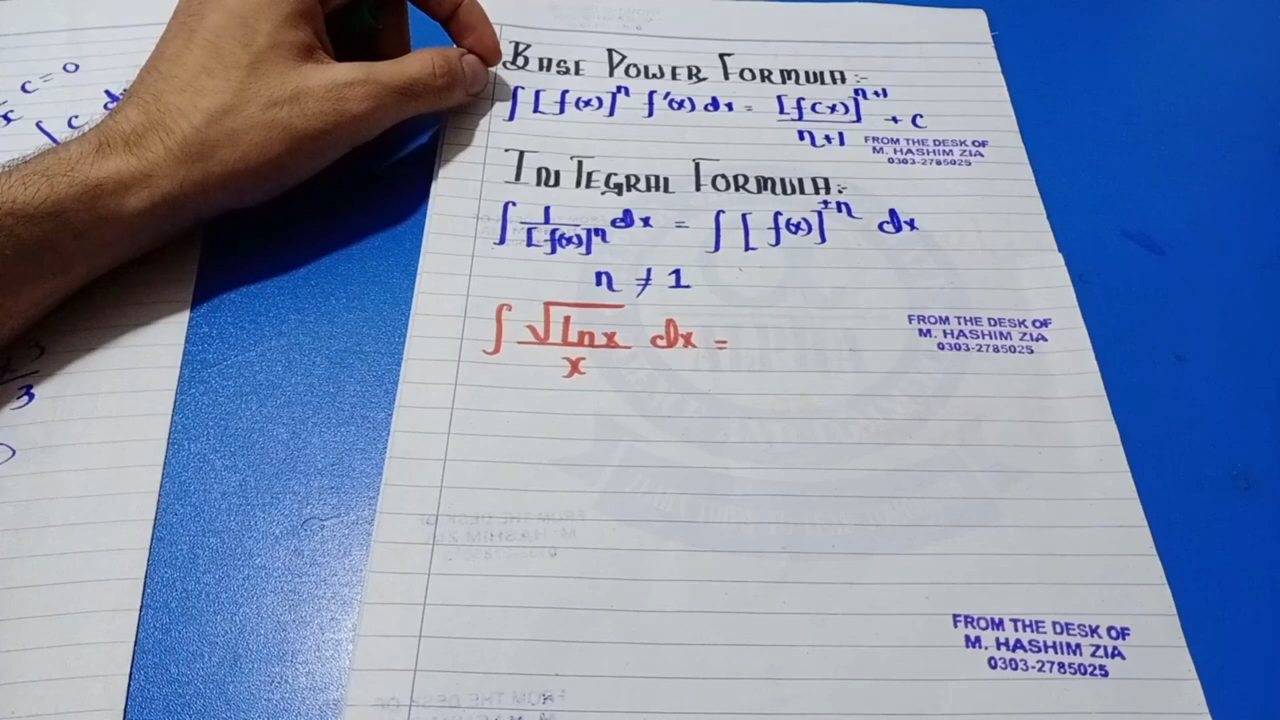 c = 0
BASE POWER FORMULA:-
∫ [f(x)]ⁿ f'(x) dx = [f(x)]ⁿ⁺¹ / n+1 + c
FROM THE DESK OF
M. HASHIM ZIA
0303-2785025
INTEGRAL FORMULA:-
∫ 1/[f(x)]ⁿ dx = ∫ [f(x)]^±n dx
n ≠ 1
∫ √lnx / x dx =
FROM THE DESK OF
M. HASHIM ZIA
0303-2785025
3
FROM THE DESK OF
M. HASHIM ZIA
0303-2785025